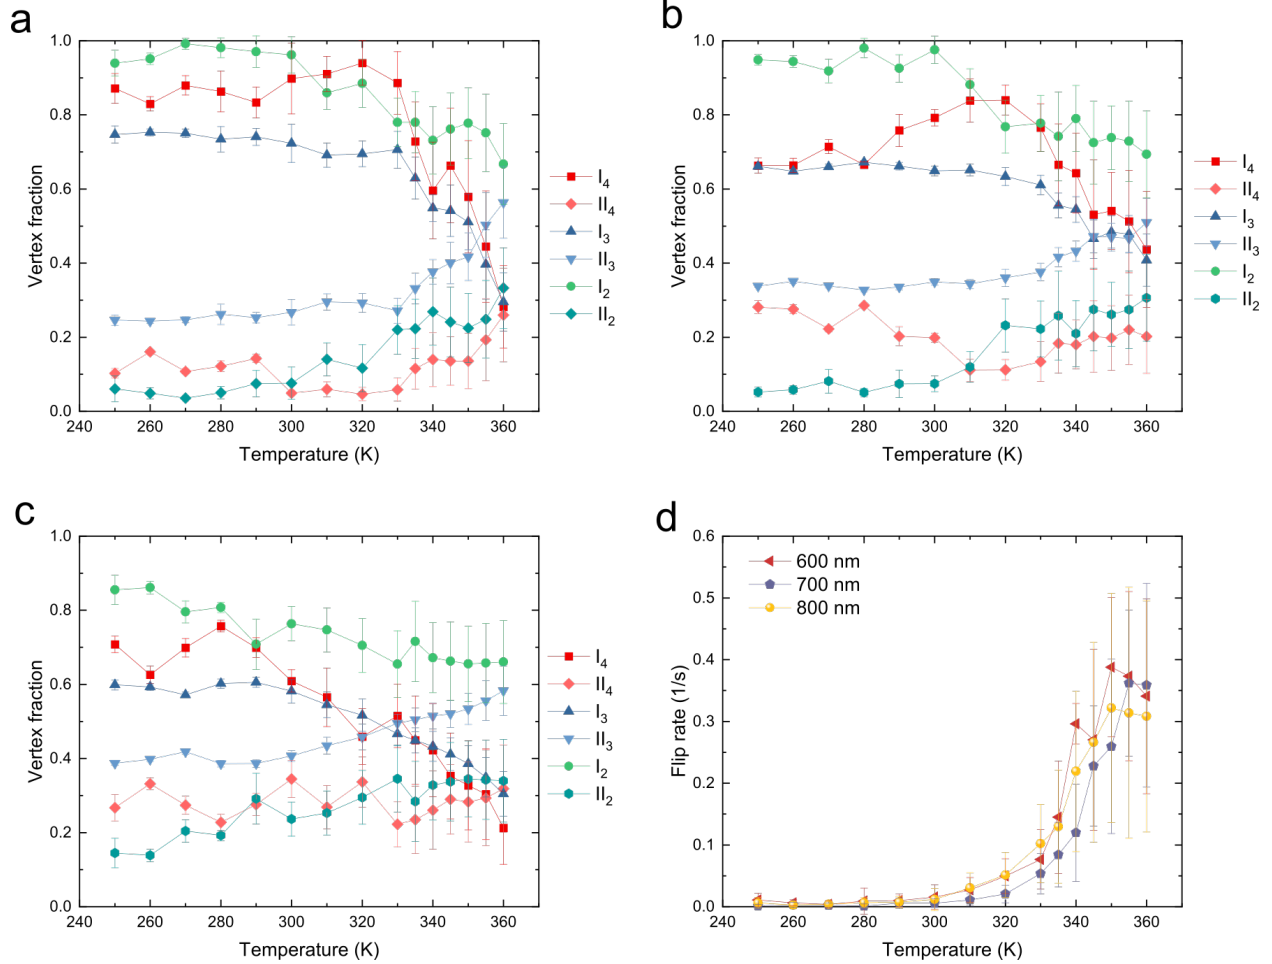 a
1.0
0.8
0.6
0.4
0.2
0.0
Vertex fraction
240 260 280 300 320 340 360
Temperature (K)
I4
II4
I3
II3
I2
II2
b
1.0
0.8
0.6
0.4
0.2
0.0
Vertex fraction
240 260 280 300 320 340 360
Temperature (K)
I4
II4
I3
II3
I2
II2
c
1.0
0.8
0.6
0.4
0.2
0.0
Vertex fraction
240 260 280 300 320 340 360
Temperature (K)
I4
II4
I3
II3
I2
II2
d
0.6
0.5
0.4
0.3
0.2
0.1
0.0
Flip rate (1/s)
600 nm
700 nm
800 nm
240 260 280 300 320 340 360
Temperature (K)